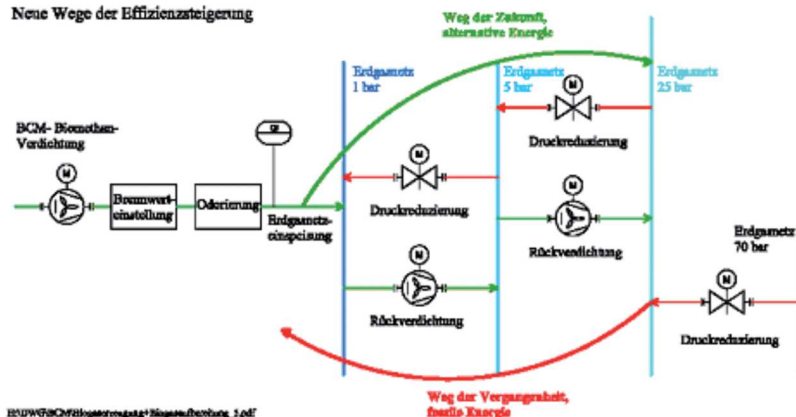 Neue Wege der Effizienzsteigerung
Weg der Zukunft,
alternative Energie
Erdgasnetz
1 bar
Erdgasnetz
5 bar
Erdgasnetz
25 bar
M
Druckreduzierung
BCM- Biomethan-
Verdichtung
M
Brennwert-
einstellung
Odorierung
Erdgasnetz-
einspeisung
M
Druckreduzierung
M
Rückverdichtung
M
Rückverdichtung
Erdgasnetz
70 bar
M
Druckreduzierung
Weg der Vergangenheit,
fossile Energie